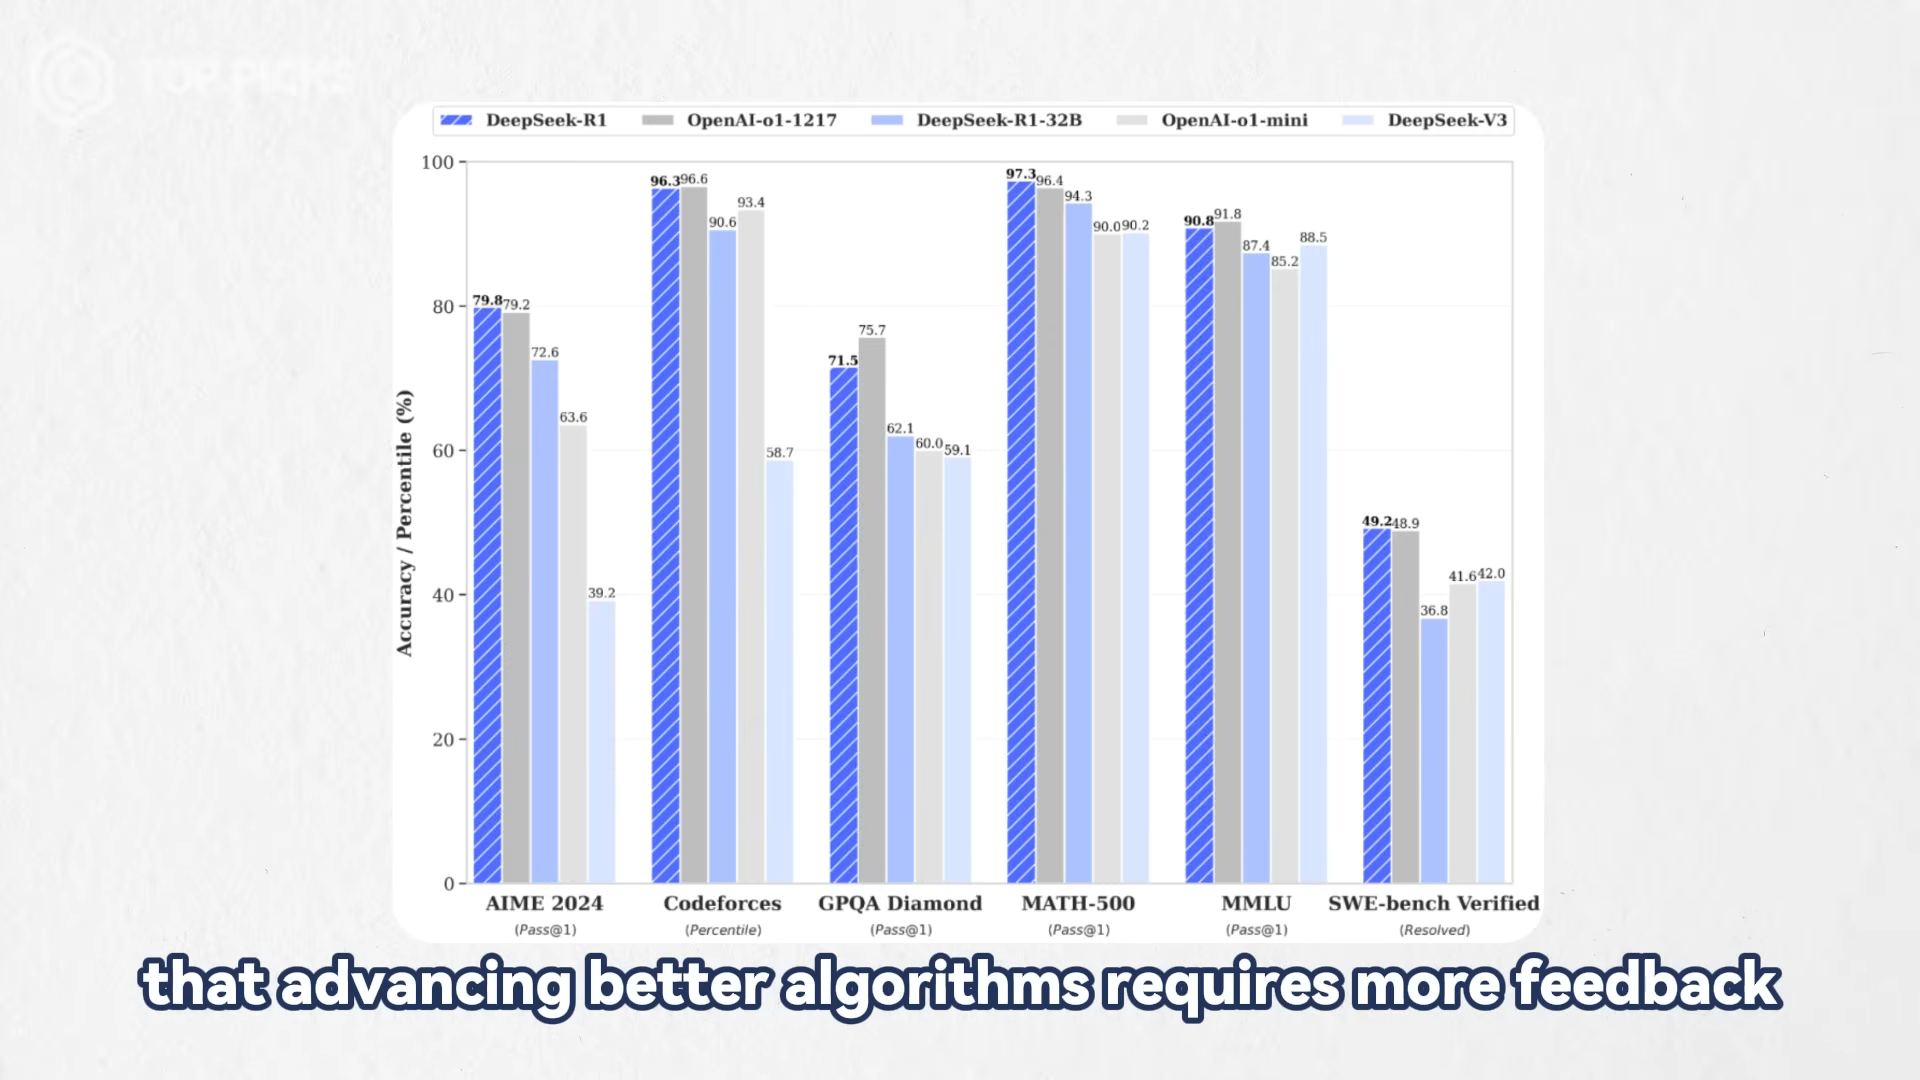 TOP PICKS
DeepSeek-R1 OpenAI-o1-1217 DeepSeek-R1-32B OpenAI-o1-mini DeepSeek-V3
Accuracy / Percentile (%)
100
80
60
40
20
0
79.8 79.2 72.6 63.6 39.2
96.3 96.6 90.6 93.4 58.7
71.5 75.7 62.1 60.0 59.1
97.3 96.4 94.3 90.0 90.2
90.8 91.8 87.4 85.2 88.5
49.2 48.9 36.8 41.6 42.0
AIME 2024
(Pass@1)
Codeforces
(Percentile)
GPQA Diamond
(Pass@1)
MATH-500
(Pass@1)
MMLU
(Pass@1)
SWE-bench Verified
(Resolved)
that advancing better algorithms requires more feedback